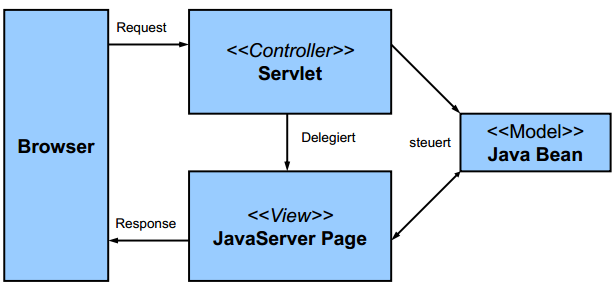 Request
<<Controller>>
Servlet
Browser
Delegiert
steuert
<<Model>>
Java Bean
Response
<<View>>
JavaServer Page